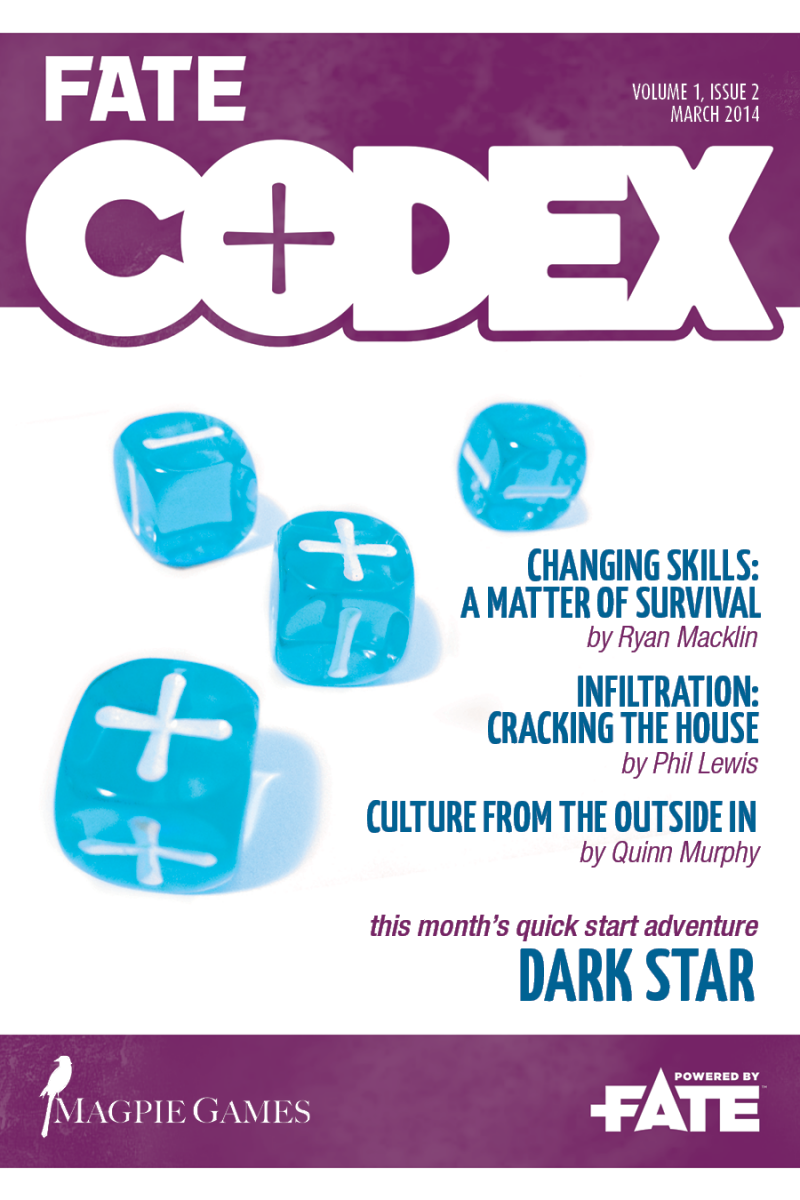 FATE
VOLUME 1, ISSUE 2
MARCH 2014
CODEX
CHANGING SKILLS:
A MATTER OF SURVIVAL
by Ryan Macklin
INFILTRATION:
CRACKING THE HOUSE
by Phil Lewis
CULTURE FROM THE OUTSIDE IN
by Quinn Murphy
this month's quick start adventure
DARK STAR
MAGPIE GAMES
POWERED BY
FATE™